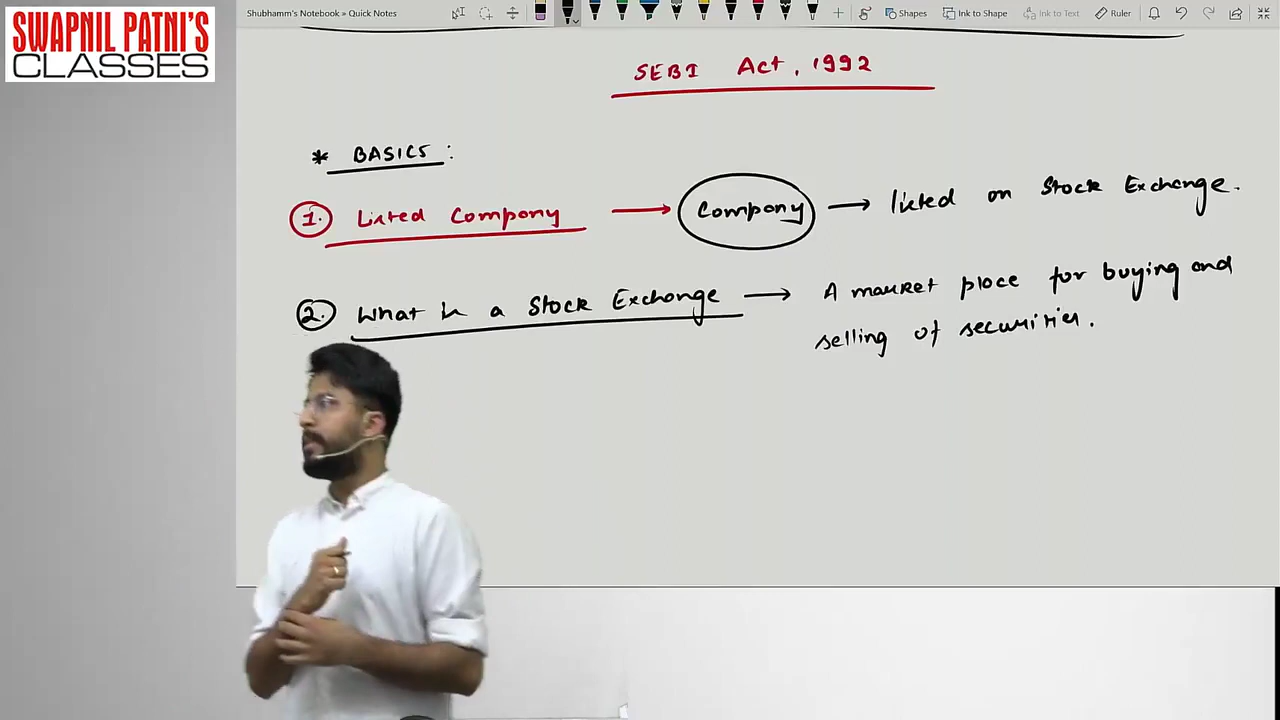 SWAPNIL PATNI'S
CLASSES
Shubhamm's Notebook » Quick Notes
Shapes
Ink to Shape
Ink to Text
Ruler
SEBI Act, 1992
* BASICS :
1. Listed Company → Company → listed on Stock Exchange.
2. What is a Stock Exchange → A market place for buying and
selling of securities.